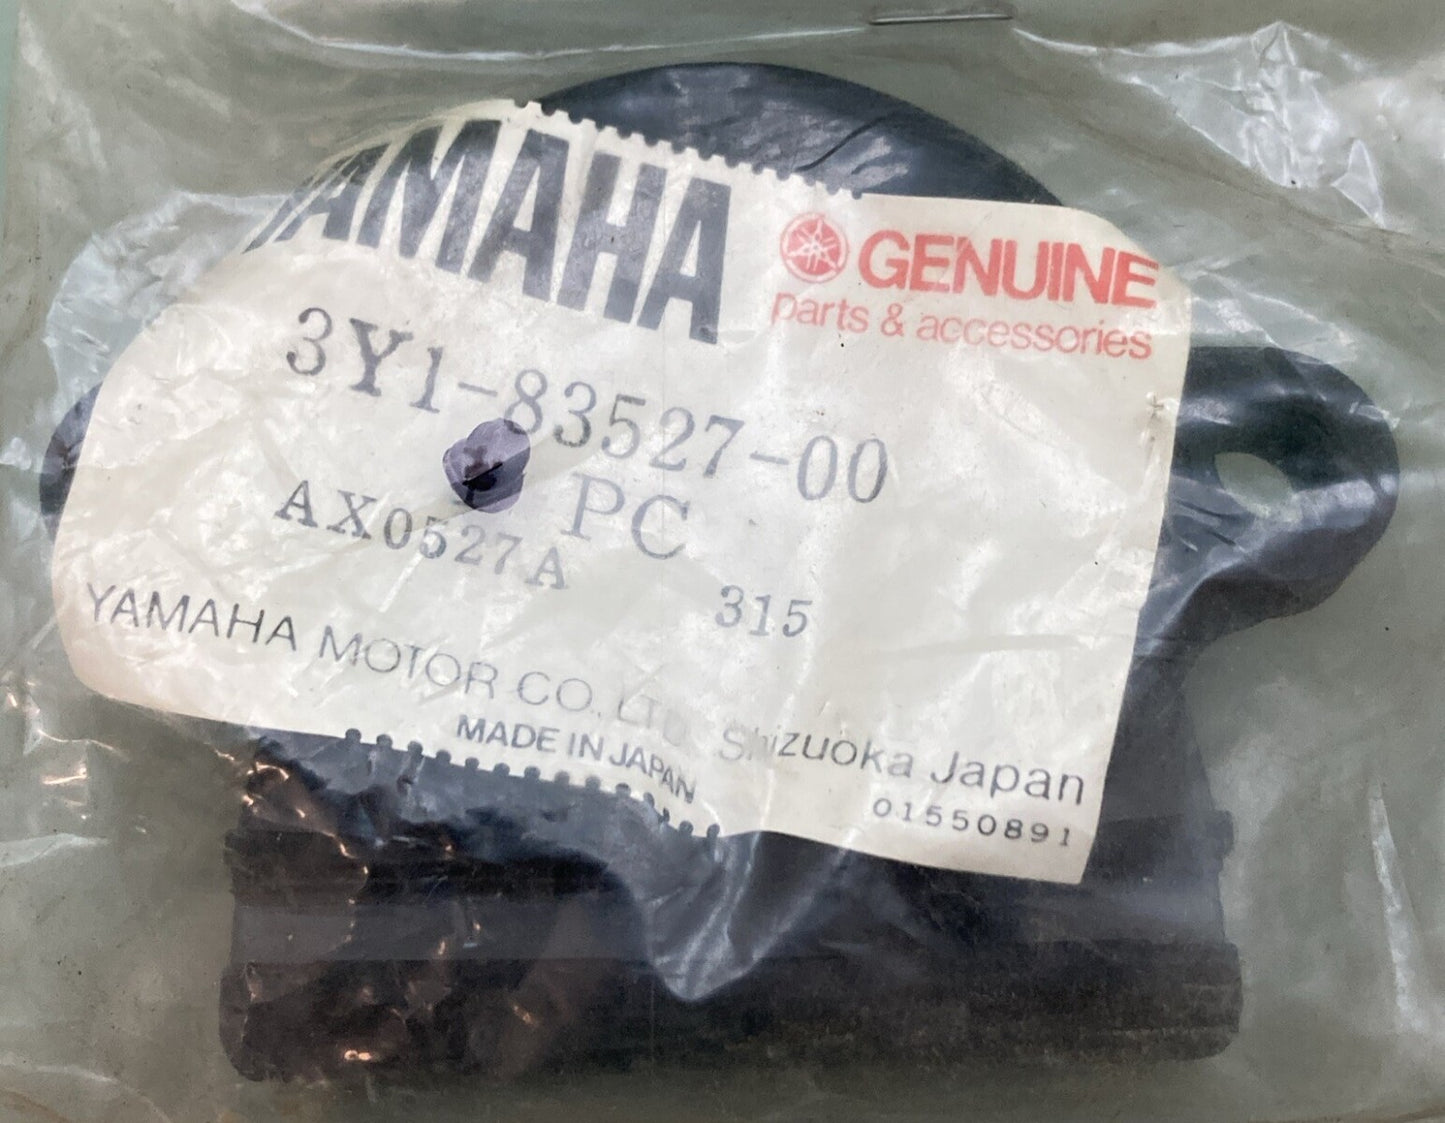 YAMAHA
GENUINE
parts & accessories
3Y1-83527-00
PC
AX0527A
315
YAMAHA MOTOR CO., LTD. Shizuoka Japan
MADE IN JAPAN
01550891